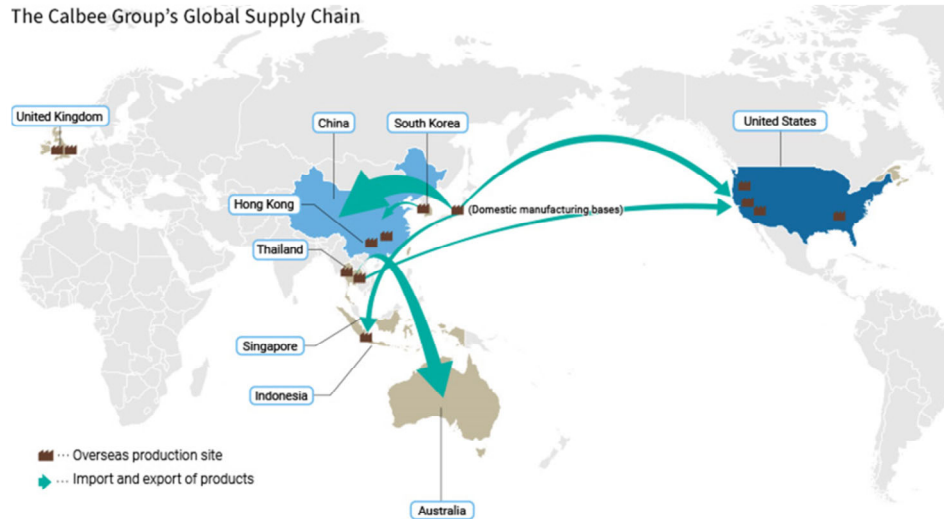 The Calbee Group's Global Supply Chain
United Kingdom
China
South Korea
United States
Hong Kong
(Domestic manufacturing bases)
Thailand
Singapore
Indonesia
··· Overseas production site
··· Import and export of products
Australia